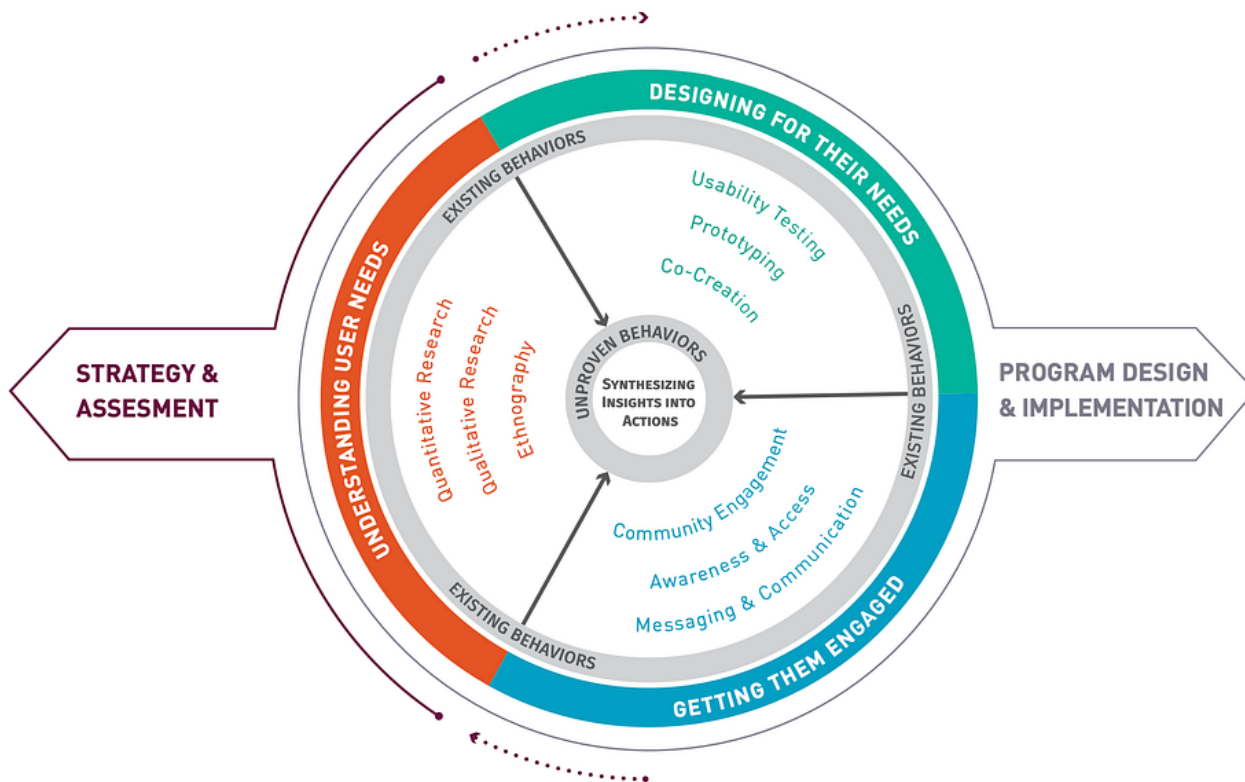 DESIGNING FOR THEIR NEEDS
EXISTING BEHAVIORS
Usability Testing
Prototyping
Co-Creation
UNDERSTANDING USER NEEDS
Quantitative Research
Qualitative Research
Ethnography
UNPROVEN BEHAVIORS
SYNTHESIZING
INSIGHTS INTO
ACTIONS
EXISTING BEHAVIORS
STRATEGY &
ASSESMENT
PROGRAM DESIGN
& IMPLEMENTATION
Community Engagement
Awareness & Access
Messaging & Communication
EXISTING BEHAVIORS
GETTING THEM ENGAGED